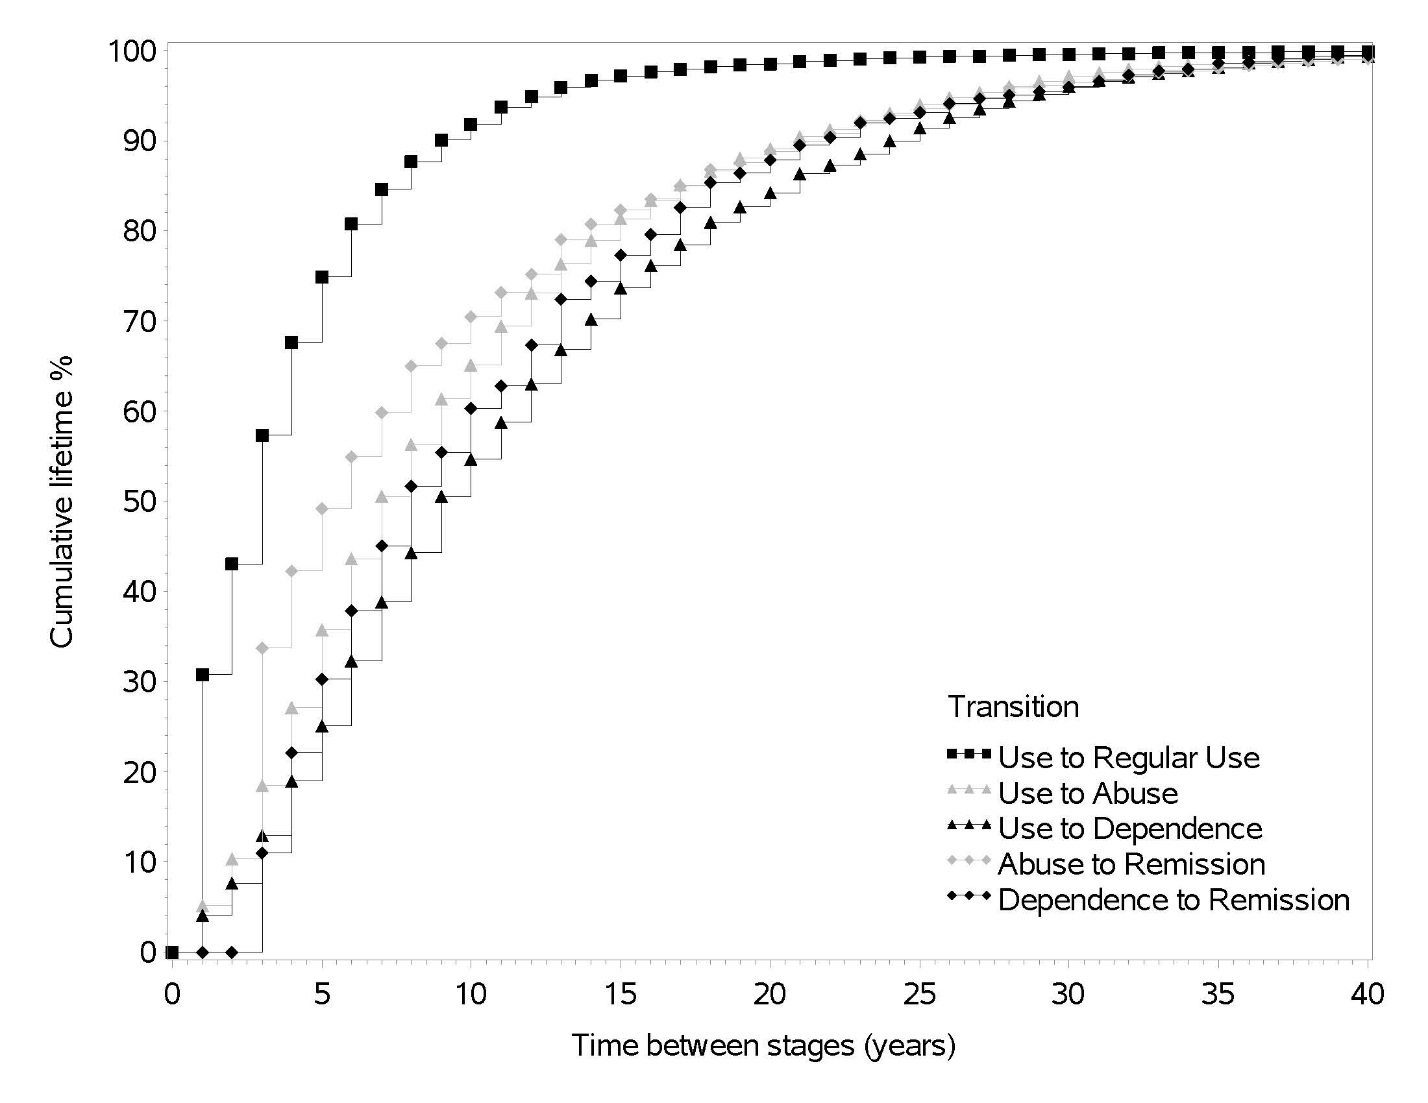 100
90
80
70
60
50
40
30
20
10
0
Cumulative lifetime %
Transition
Use to Regular Use
Use to Abuse
Use to Dependence
Abuse to Remission
Dependence to Remission
0 5 10 15 20 25 30 35 40
Time between stages (years)